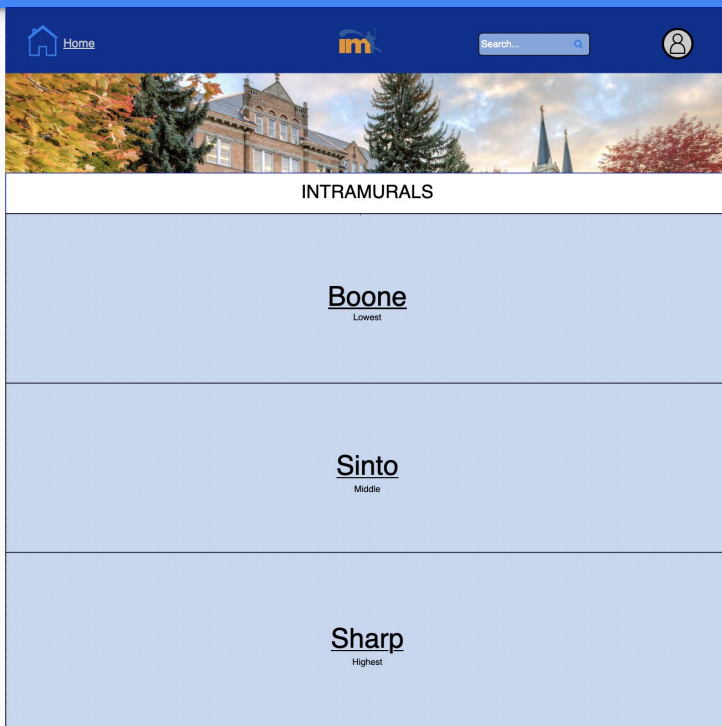 Home
im
Search...
INTRAMURALS
Boone
Lowest
Sinto
Middle
Sharp
Highest